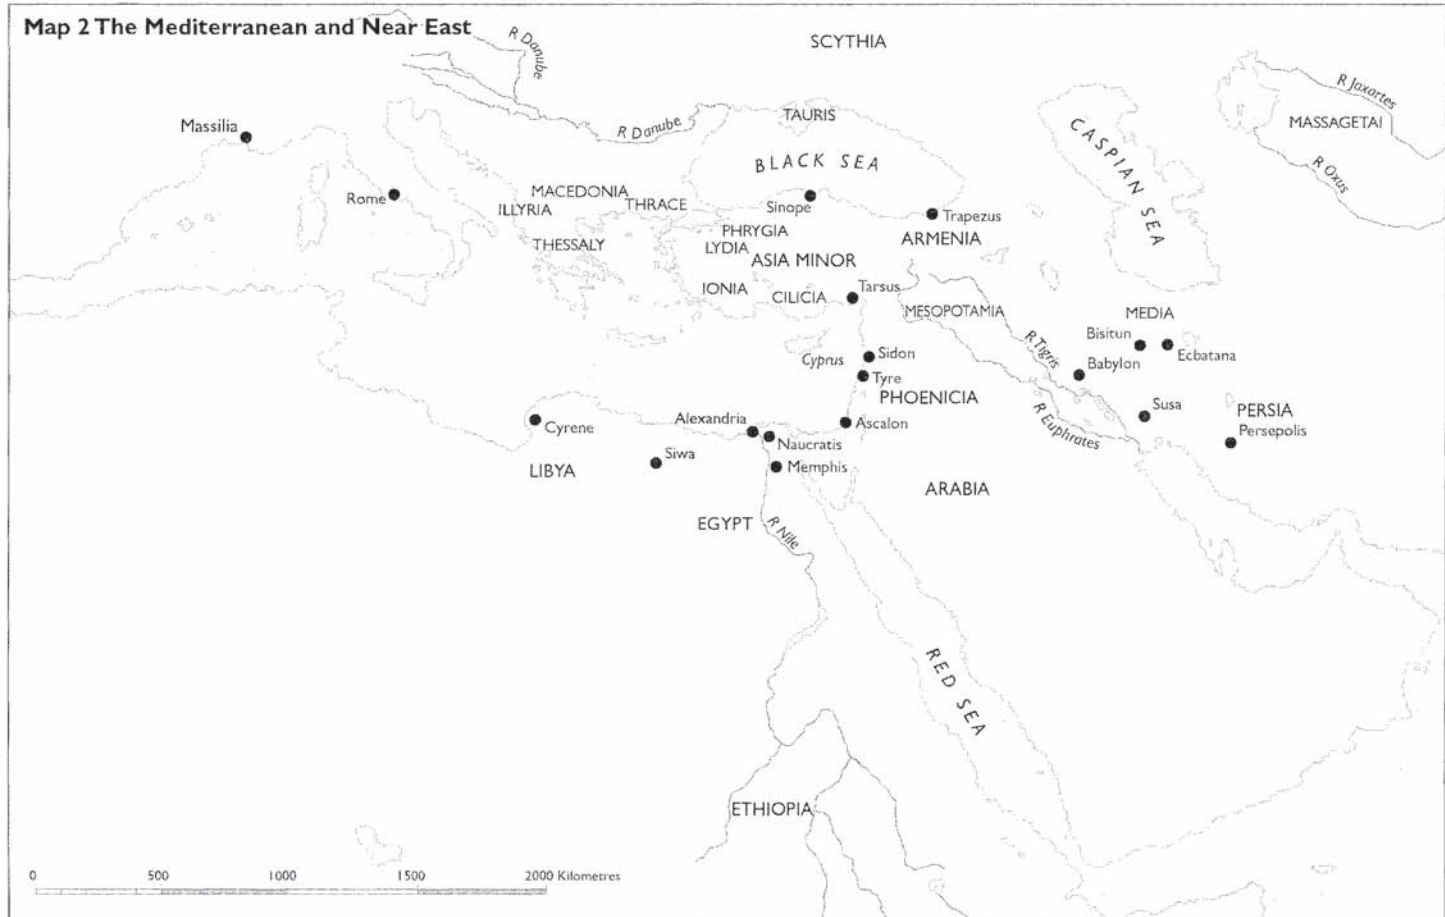 Map 2 The Mediterranean and Near East
R Danube
SCYTHIA
R Jaxartes
MASSAGETAI
R Oxus
CASPIAN SEA
TAURIS
R Danube
BLACK SEA
Massilia
Rome
MACEDONIA
ILLYRIA
THRACE
THESSALY
Sinope
Trapezus
PHRYGIA
LYDIA
ASIA MINOR
ARMENIA
IONIA
CILICIA
Tarsus
MESOPOTAMIA
MEDIA
Bisitun
Ecbatana
R Tigris
Babylon
Cyprus
Sidon
Tyre
PHOENICIA
Susa
PERSIA
Persepolis
R Euphrates
Cyrene
Alexandria
Naucratis
Ascalon
Siwa
Memphis
LIBYA
ARABIA
EGYPT
R Nile
RED SEA
ETHIOPIA
0 500 1000 1500 2000 Kilometres